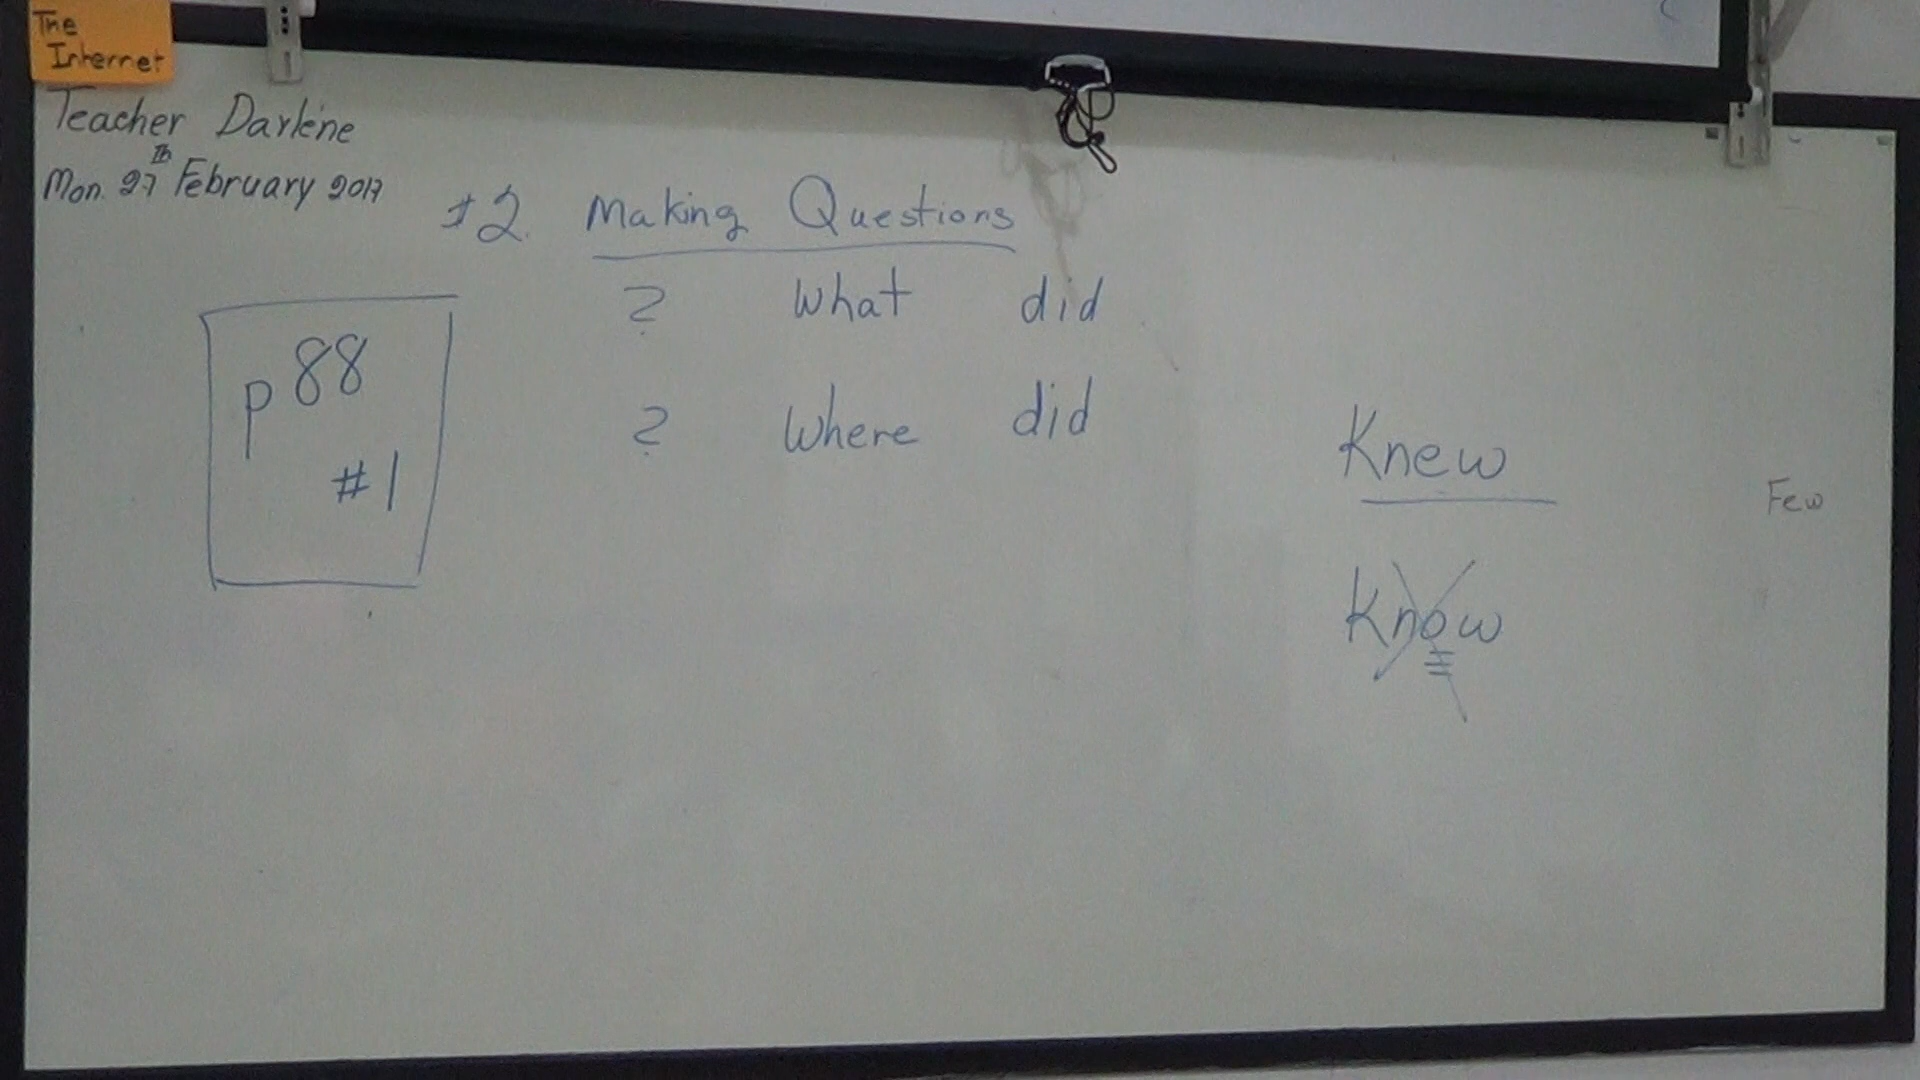 The
Internet
Teacher Darlene
Mon. 27th February 2017
#2. Making Questions
? What did
? Where did
p 88
#1
Knew
Know
Few